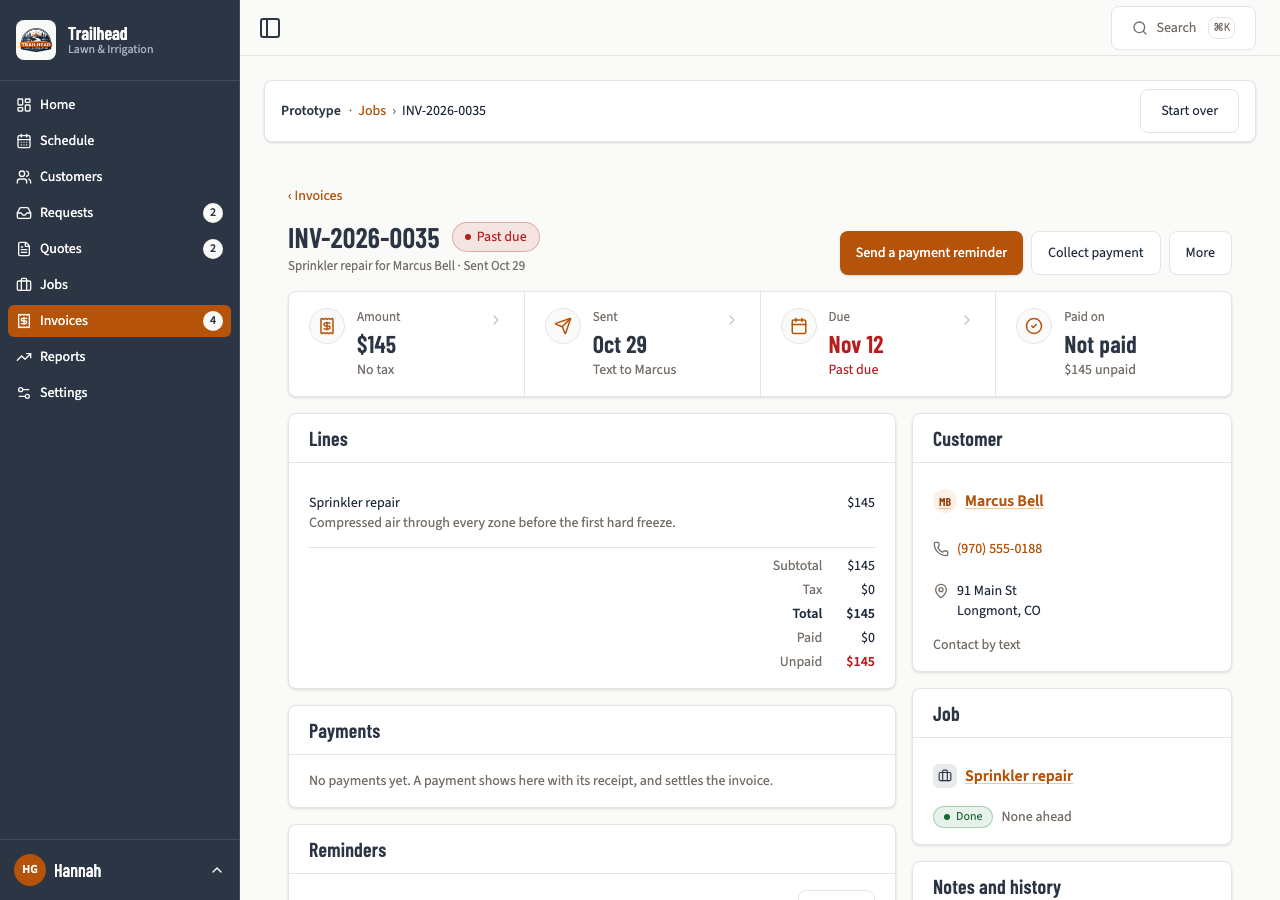 Trailhead
Lawn & Irrigation
Home
Schedule
Customers
Requests 2
Quotes 2
Jobs
Invoices 4
Reports
Settings
HG Hannah
Search ⌘K
Prototype · Jobs › INV-2026-0035
Start over
‹ Invoices
INV-2026-0035 Past due
Sprinkler repair for Marcus Bell · Sent Oct 29
Send a payment reminder
Collect payment
More
Amount
$145
No tax
Sent
Oct 29
Text to Marcus
Due
Nov 12
Past due
Paid on
Not paid
$145 unpaid
Lines
Sprinkler repair $145
Compressed air through every zone before the first hard freeze.
Subtotal $145
Tax $0
Total $145
Paid $0
Unpaid $145
Payments
No payments yet. A payment shows here with its receipt, and settles the invoice.
Reminders
Customer
MB Marcus Bell
(970) 555-0188
91 Main St
Longmont, CO
Contact by text
Job
Sprinkler repair
Done None ahead
Notes and history